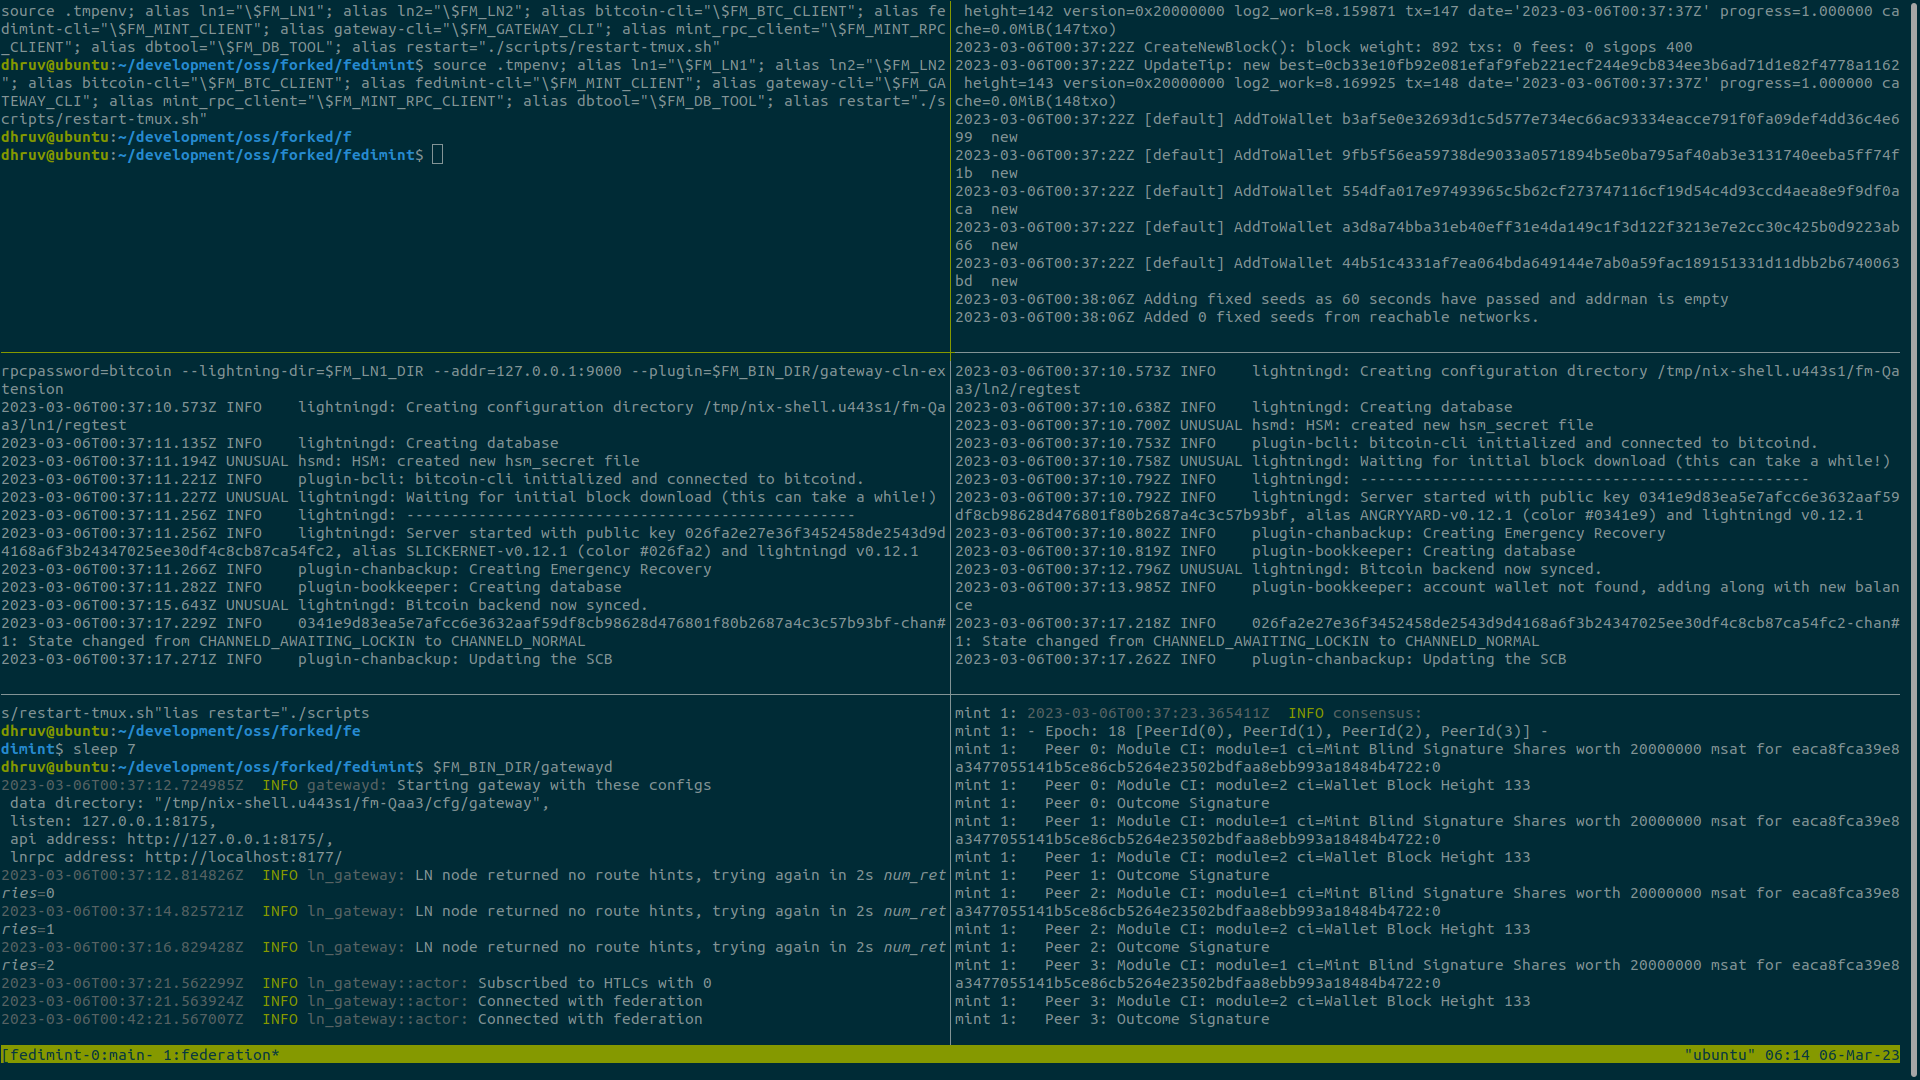 source .tmpenv; alias ln1="\$FM_LN1"; alias ln2="\$FM_LN2"; alias bitcoin-cli="\$FM_BTC_CLIENT"; alias fe
dimint-cli="\$FM_MINT_CLIENT"; alias gateway-cli="\$FM_GATEWAY_CLI"; alias mint_rpc_client="\$FM_MINT_RPC
_CLIENT"; alias dbtool="\$FM_DB_TOOL"; alias restart="./scripts/restart-tmux.sh"
dhruv@ubuntu:~/development/oss/forked/fedimint$ source .tmpenv; alias ln1="\$FM_LN1"; alias ln2="\$FM_LN2
"; alias bitcoin-cli="\$FM_BTC_CLIENT"; alias fedimint-cli="\$FM_MINT_CLIENT"; alias gateway-cli="\$FM_GA
TEWAY_CLI"; alias mint_rpc_client="\$FM_MINT_RPC_CLIENT"; alias dbtool="\$FM_DB_TOOL"; alias restart="./s
cripts/restart-tmux.sh"
dhruv@ubuntu:~/development/oss/forked/f
dhruv@ubuntu:~/development/oss/forked/fedimint$
height=142 version=0x20000000 log2_work=8.159871 tx=147 date='2023-03-06T00:37:37Z' progress=1.000000 ca
che=0.0MiB(147txo)
2023-03-06T00:37:22Z CreateNewBlock(): block weight: 892 txs: 0 fees: 0 sigops 400
2023-03-06T00:37:22Z UpdateTip: new best=0cb33e10fb92e081efaf9feb221ecf244e9cb834ee3b6ad71d1e82f4778a1162
height=143 version=0x20000000 log2_work=8.169925 tx=148 date='2023-03-06T00:37:37Z' progress=1.000000 ca
che=0.0MiB(148txo)
2023-03-06T00:37:22Z [default] AddToWallet b3af5e0e32693d1c5d577e734ec66ac93334eacce791f0fa09def4dd36c4e6
99  new
2023-03-06T00:37:22Z [default] AddToWallet 9fb5f56ea59738de9033a0571894b5e0ba795af40ab3e3131740eeba5ff74f
1b  new
2023-03-06T00:37:22Z [default] AddToWallet 554dfa017e97493965c5b62cf273747116cf19d54c4d93ccd4aea8e9f9df0a
ca  new
2023-03-06T00:37:22Z [default] AddToWallet a3d8a74bba31eb40eff31e4da149c1f3d122f3213e7e2cc30c425b0d9223ab
66  new
2023-03-06T00:37:22Z [default] AddToWallet 44b51c4331af7ea064bda649144e7ab0a59fac189151331d11dbb2b6740063
bd  new
2023-03-06T00:38:06Z Adding fixed seeds as 60 seconds have passed and addrman is empty
2023-03-06T00:38:06Z Added 0 fixed seeds from reachable networks.
rpcpassword=bitcoin --lightning-dir=$FM_LN1_DIR --addr=127.0.0.1:9000 --plugin=$FM_BIN_DIR/gateway-cln-ex
tension
2023-03-06T00:37:10.573Z INFO    lightningd: Creating configuration directory /tmp/nix-shell.u443s1/fm-Qa
a3/ln1/regtest
2023-03-06T00:37:11.135Z INFO    lightningd: Creating database
2023-03-06T00:37:11.194Z UNUSUAL hsmd: HSM: created new hsm_secret file
2023-03-06T00:37:11.221Z INFO    plugin-bcli: bitcoin-cli initialized and connected to bitcoind.
2023-03-06T00:37:11.227Z UNUSUAL lightningd: Waiting for initial block download (this can take a while!)
2023-03-06T00:37:11.256Z INFO    lightningd: --------------------------------------------------
2023-03-06T00:37:11.256Z INFO    lightningd: Server started with public key 026fa2e27e36f3452458de2543d9d
4168a6f3b24347025ee30df4c8cb87ca54fc2, alias SLICKERNET-v0.12.1 (color #026fa2) and lightningd v0.12.1
2023-03-06T00:37:11.266Z INFO    plugin-chanbackup: Creating Emergency Recovery
2023-03-06T00:37:11.282Z INFO    plugin-bookkeeper: Creating database
2023-03-06T00:37:15.643Z UNUSUAL lightningd: Bitcoin backend now synced.
2023-03-06T00:37:17.229Z INFO    0341e9d83ea5e7afcc6e3632aaf59df8cb98628d476801f80b2687a4c3c57b93bf-chan#
1: State changed from CHANNELD_AWAITING_LOCKIN to CHANNELD_NORMAL
2023-03-06T00:37:17.271Z INFO    plugin-chanbackup: Updating the SCB
2023-03-06T00:37:10.573Z INFO    lightningd: Creating configuration directory /tmp/nix-shell.u443s1/fm-Qa
a3/ln2/regtest
2023-03-06T00:37:10.638Z INFO    lightningd: Creating database
2023-03-06T00:37:10.700Z UNUSUAL hsmd: HSM: created new hsm_secret file
2023-03-06T00:37:10.753Z INFO    plugin-bcli: bitcoin-cli initialized and connected to bitcoind.
2023-03-06T00:37:10.758Z UNUSUAL lightningd: Waiting for initial block download (this can take a while!)
2023-03-06T00:37:10.792Z INFO    lightningd: --------------------------------------------------
2023-03-06T00:37:10.792Z INFO    lightningd: Server started with public key 0341e9d83ea5e7afcc6e3632aaf59
df8cb98628d476801f80b2687a4c3c57b93bf, alias ANGRYYARD-v0.12.1 (color #0341e9) and lightningd v0.12.1
2023-03-06T00:37:10.802Z INFO    plugin-chanbackup: Creating Emergency Recovery
2023-03-06T00:37:10.819Z INFO    plugin-bookkeeper: Creating database
2023-03-06T00:37:12.796Z UNUSUAL lightningd: Bitcoin backend now synced.
2023-03-06T00:37:13.985Z INFO    plugin-bookkeeper: account wallet not found, adding along with new balan
ce
2023-03-06T00:37:17.218Z INFO    026fa2e27e36f3452458de2543d9d4168a6f3b24347025ee30df4c8cb87ca54fc2-chan#
1: State changed from CHANNELD_AWAITING_LOCKIN to CHANNELD_NORMAL
2023-03-06T00:37:17.262Z INFO    plugin-chanbackup: Updating the SCB
s/restart-tmux.sh"lias restart="./scripts
dhruv@ubuntu:~/development/oss/forked/fe
dimint$ sleep 7
dhruv@ubuntu:~/development/oss/forked/fedimint$ $FM_BIN_DIR/gatewayd
2023-03-06T00:37:12.724985Z  INFO gatewayd: Starting gateway with these configs
data directory: "/tmp/nix-shell.u443s1/fm-Qaa3/cfg/gateway",
listen: 127.0.0.1:8175,
api address: http://127.0.0.1:8175/,
lnrpc address: http://localhost:8177/
2023-03-06T00:37:12.814826Z  INFO ln_gateway: LN node returned no route hints, trying again in 2s num_ret
ries=0
2023-03-06T00:37:14.825721Z  INFO ln_gateway: LN node returned no route hints, trying again in 2s num_ret
ries=1
2023-03-06T00:37:16.829428Z  INFO ln_gateway: LN node returned no route hints, trying again in 2s num_ret
ries=2
2023-03-06T00:37:21.562299Z  INFO ln_gateway::actor: Subscribed to HTLCs with 0
2023-03-06T00:37:21.563924Z  INFO ln_gateway::actor: Connected with federation
2023-03-06T00:42:21.567007Z  INFO ln_gateway::actor: Connected with federation
mint 1: 2023-03-06T00:37:23.365411Z  INFO consensus:
mint 1: - Epoch: 18 [PeerId(0), PeerId(1), PeerId(2), PeerId(3)] -
mint 1:   Peer 0: Module CI: module=1 ci=Mint Blind Signature Shares worth 20000000 msat for eaca8fca39e8
a3477055141b5ce86cb5264e23502bdfaa8ebb993a18484b4722:0
mint 1:   Peer 0: Module CI: module=2 ci=Wallet Block Height 133
mint 1:   Peer 0: Outcome Signature
mint 1:   Peer 1: Module CI: module=1 ci=Mint Blind Signature Shares worth 20000000 msat for eaca8fca39e8
a3477055141b5ce86cb5264e23502bdfaa8ebb993a18484b4722:0
mint 1:   Peer 1: Module CI: module=2 ci=Wallet Block Height 133
mint 1:   Peer 1: Outcome Signature
mint 1:   Peer 2: Module CI: module=1 ci=Mint Blind Signature Shares worth 20000000 msat for eaca8fca39e8
a3477055141b5ce86cb5264e23502bdfaa8ebb993a18484b4722:0
mint 1:   Peer 2: Module CI: module=2 ci=Wallet Block Height 133
mint 1:   Peer 2: Outcome Signature
mint 1:   Peer 3: Module CI: module=1 ci=Mint Blind Signature Shares worth 20000000 msat for eaca8fca39e8
a3477055141b5ce86cb5264e23502bdfaa8ebb993a18484b4722:0
mint 1:   Peer 3: Module CI: module=2 ci=Wallet Block Height 133
mint 1:   Peer 3: Outcome Signature
[fedimint-0:main- 1:federation*
"ubuntu" 06:14 06-Mar-23